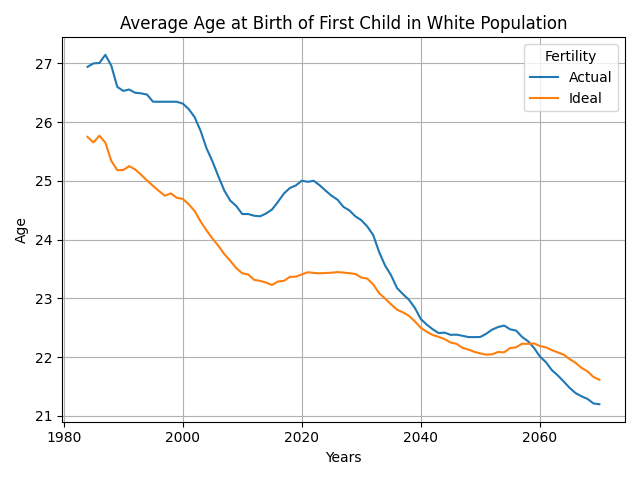 Average Age at Birth of First Child in White Population
Fertility
Actual
Ideal
27
26
25
24
23
22
21
Age
1980
2000
2020
2040
2060
Years